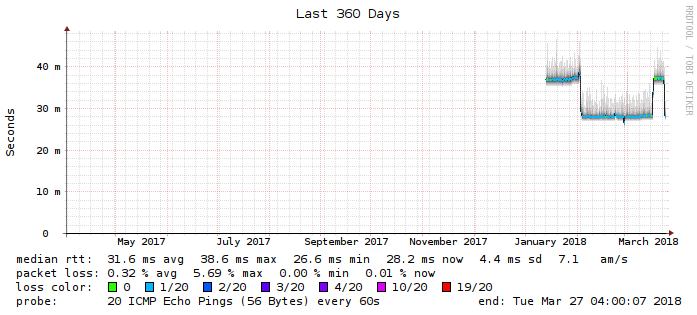 Last 360 Days
RRDTOOL / TOBI OETIKER
Seconds
40 m
30 m
20 m
10 m
0
May 2017 July 2017 September 2017 November 2017 January 2018 March 2018
median rtt: 31.6 ms avg 38.6 ms max 26.6 ms min 28.2 ms now 4.4 ms sd 7.1 am/s
packet loss: 0.32 % avg 5.69 % max 0.00 % min 0.01 % now
loss color: 0 1/20 2/20 3/20 4/20 10/20 19/20
probe: 20 ICMP Echo Pings (56 Bytes) every 60s end: Tue Mar 27 04:00:07 2018